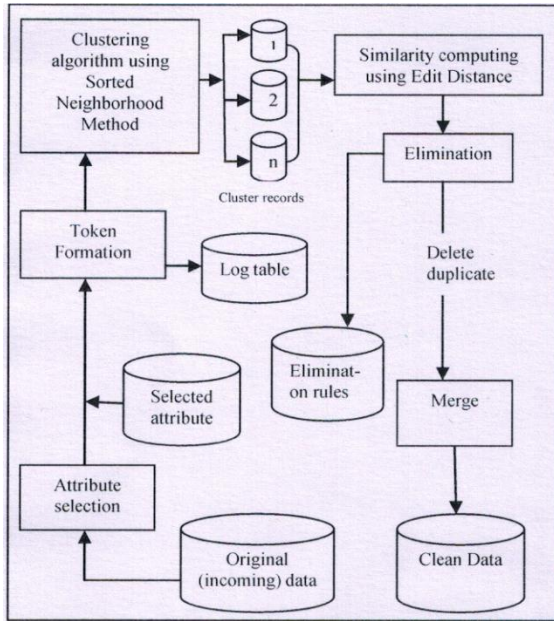 Clustering
algorithm using
Sorted
Neighborhood
Method
1
2
n
Cluster records
Similarity computing
using Edit Distance
Elimination
Token
Formation
Log table
Delete
duplicate
Eliminat-
on rules
Selected
attribute
Merge
Attribute
selection
Original
(incoming) data
Clean Data